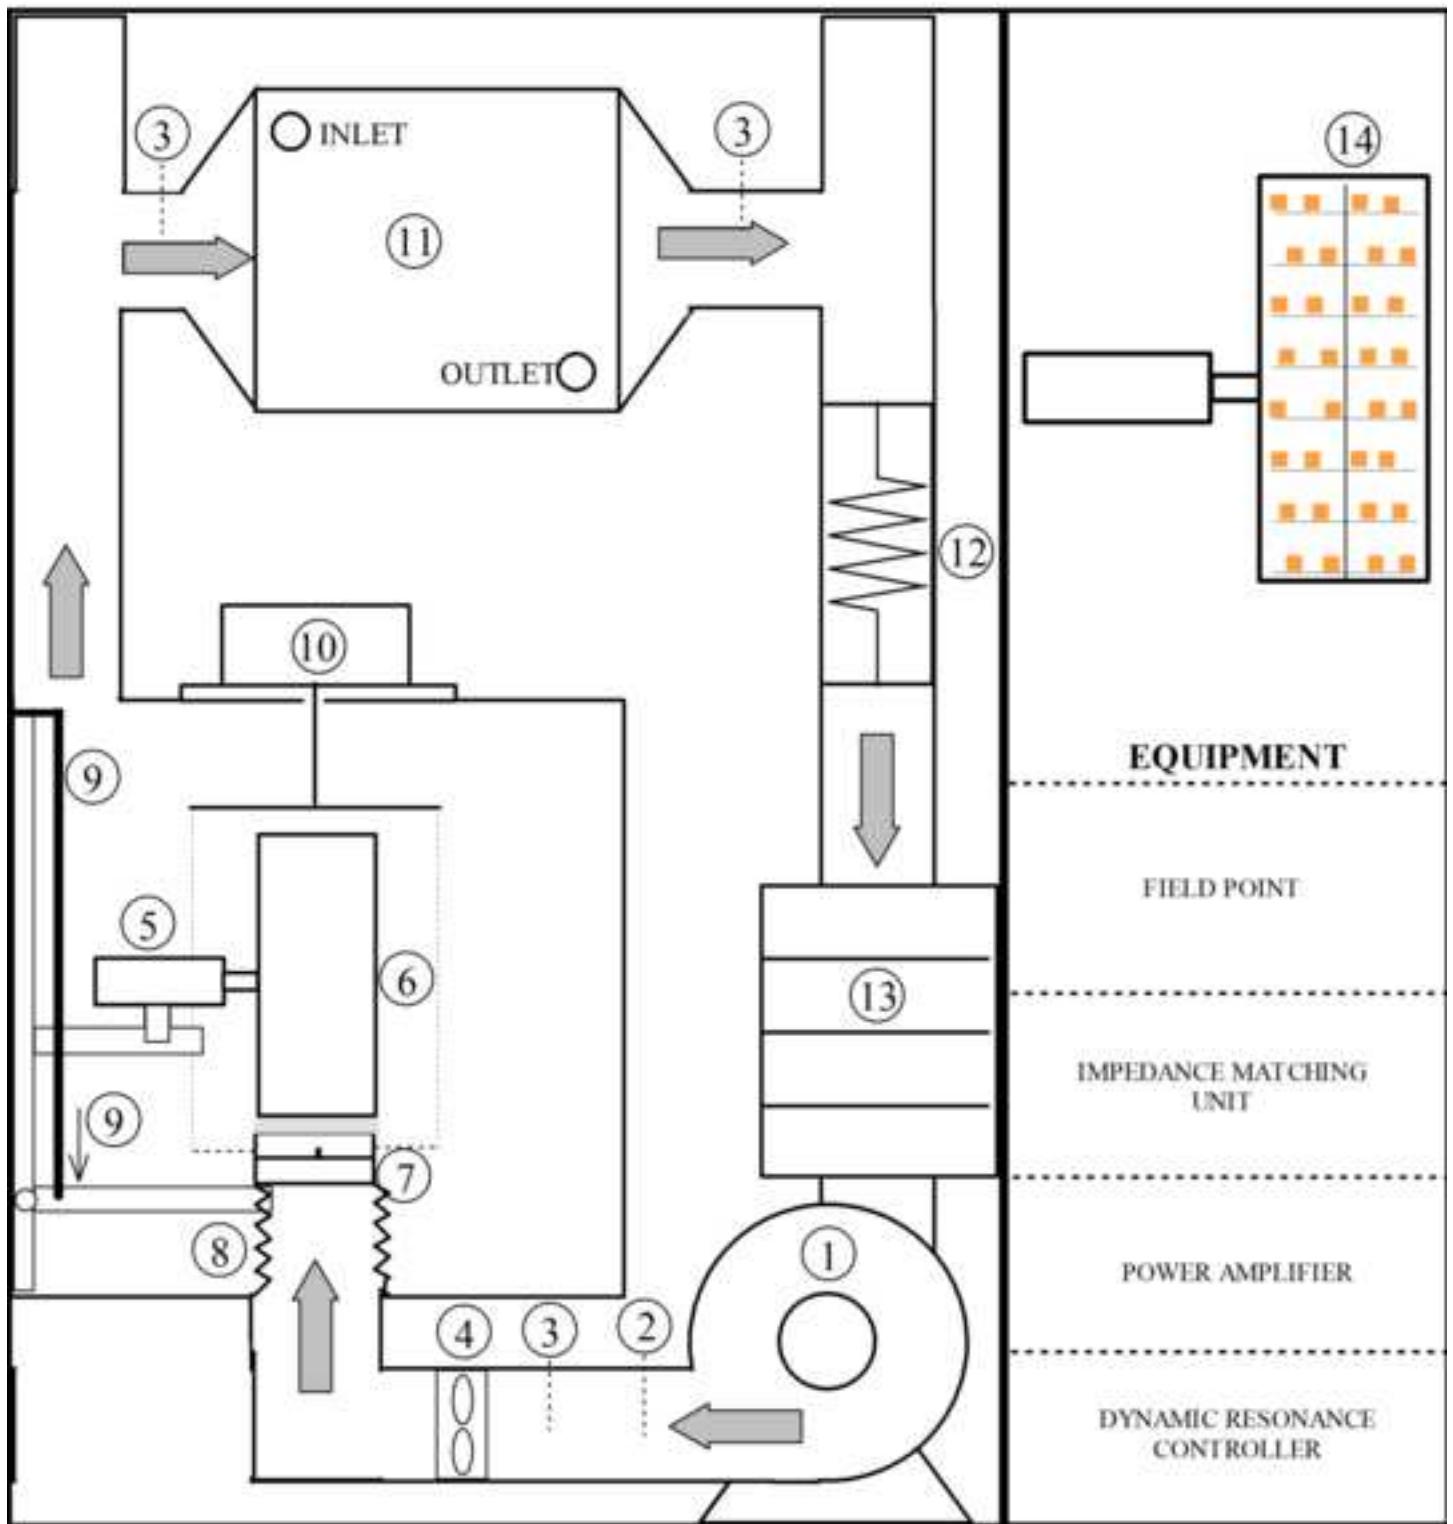 3
3
14
INLET
11
OUTLET
12
10
EQUIPMENT
9
FIELD POINT
5
6
13
IMPEDANCE MATCHING
UNIT
9
7
8
1
POWER AMPLIFIER
4
3
2
DYNAMIC RESONANCE
CONTROLLER